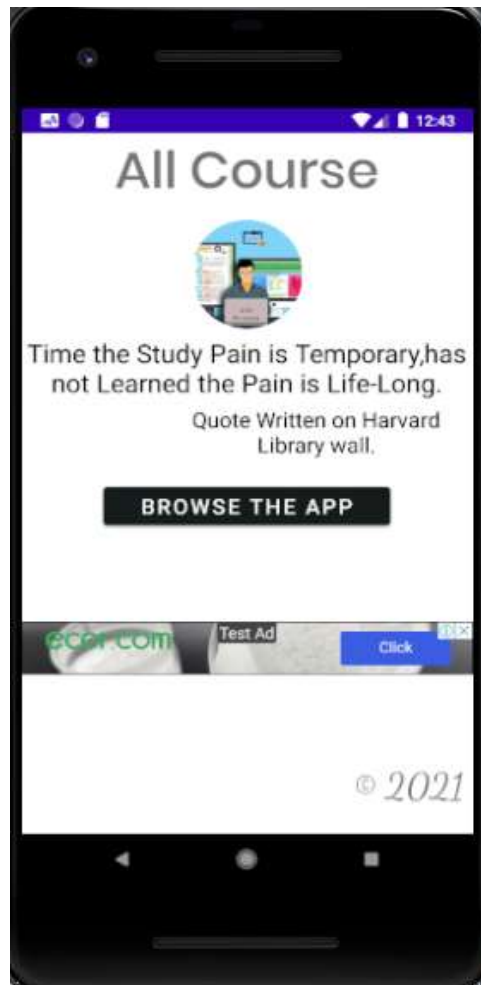 12:43
All Course
Time the Study Pain is Temporary,has
not Learned the Pain is Life-Long.
Quote Written on Harvard
Library wall.
BROWSE THE APP
Test Ad
Click
© 2021